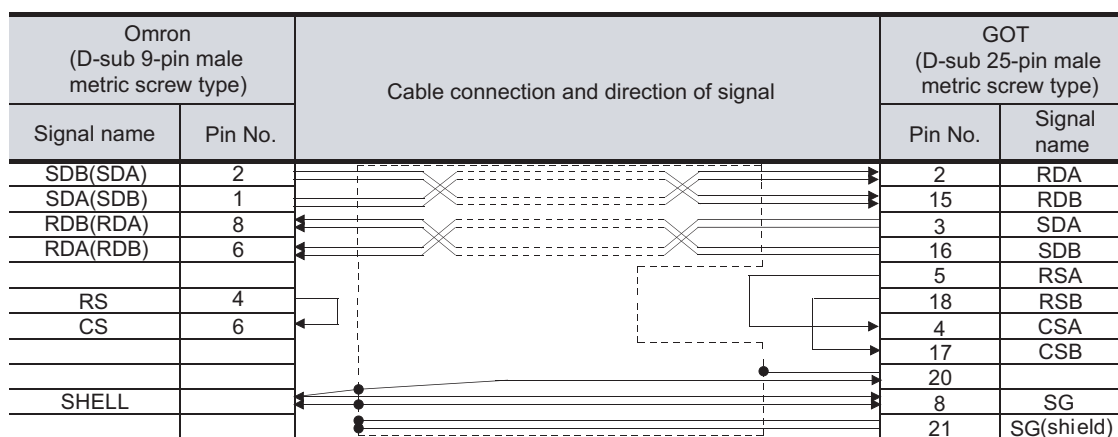 Omron
(D-sub 9-pin male
metric screw type)
Cable connection and direction of signal
GOT
(D-sub 25-pin male
metric screw type)
Signal name
Pin No.
Pin No.
Signal
name
SDB(SDA) 2 2 RDA
SDA(SDB) 1 15 RDB
RDB(RDA) 8 3 SDA
RDA(RDB) 6 16 SDB
5 RSA
RS 4 18 RSB
CS 6 4 CSA
17 CSB
20
SHELL 8 SG
21 SG(shield)